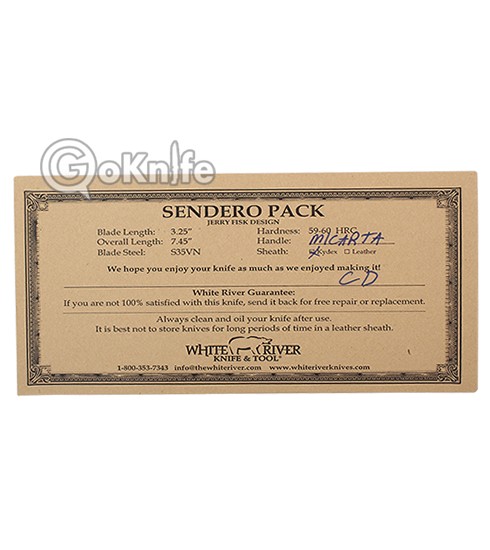 GoKnife
SENDERO PACK
JERRY FISK DESIGN
Blade Length: 3.25" Hardness: 59-60 HRC
Overall Length: 7.45" Handle: MICARTA
Blade Steel: S35VN Sheath: ☒ Kydex ☐ Leather
We hope you enjoy your knife as much as we enjoyed making it!
CD
White River Guarantee:
If you are not 100% satisfied with this knife, send it back for free repair or replacement.
Always clean and oil your knife after use.
It is best not to store knives for long periods of time in a leather sheath.
WHITE RIVER
KNIFE & TOOL
1-800-353-7343 info@thewhiteriver.com www.whiteriverknives.com